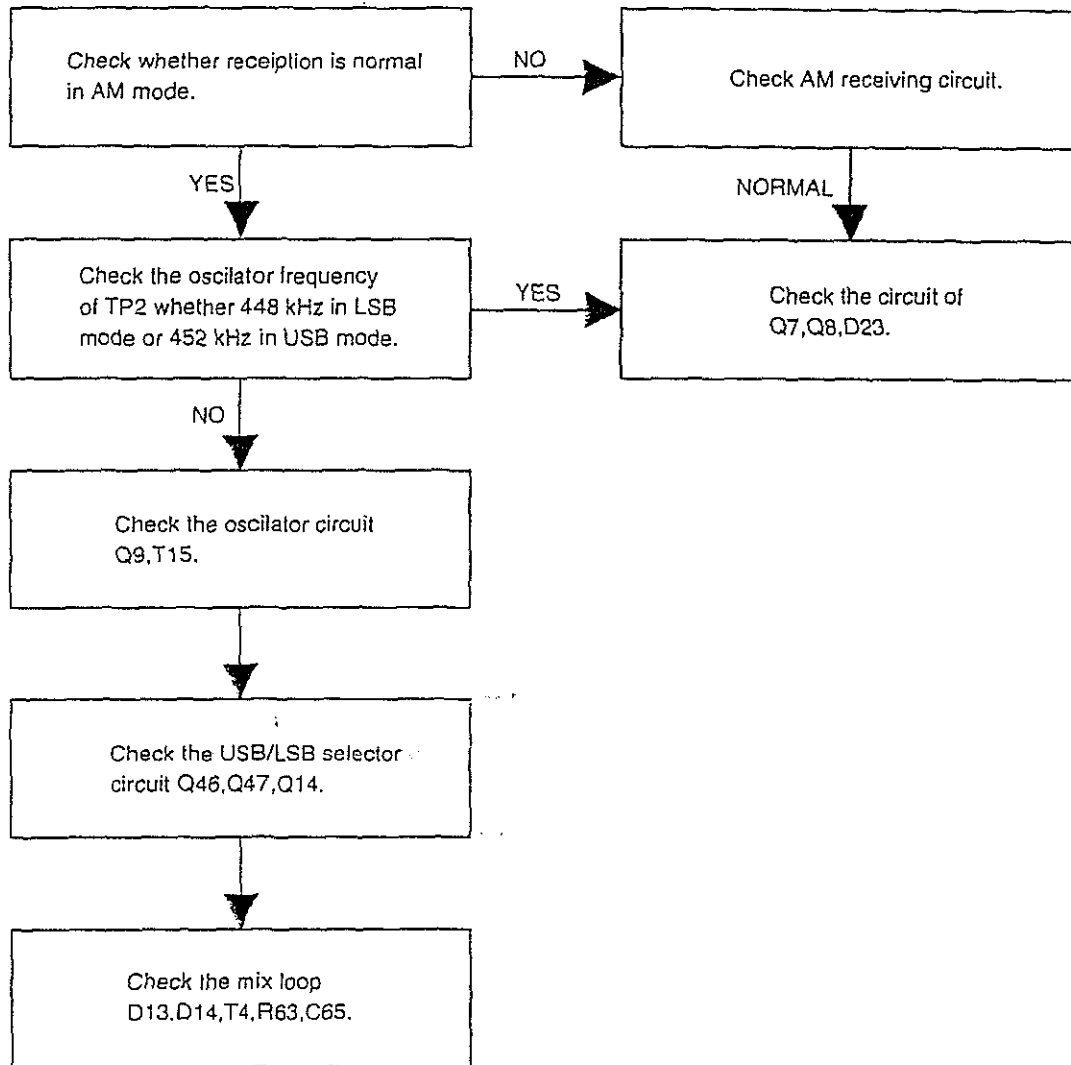 Check whether receiption is normal
in AM mode.
NO
Check AM receiving circuit.
YES
NORMAL
Check the oscilator frequency
of TP2 whether 448 kHz in LSB
mode or 452 kHz in USB mode.
YES
Check the circuit of
Q7,Q8,D23.
NO
Check the oscilator circuit
Q9,T15.
Check the USB/LSB selector
circuit Q46,Q47,Q14.
Check the mix loop
D13,D14,T4,R63,C65.